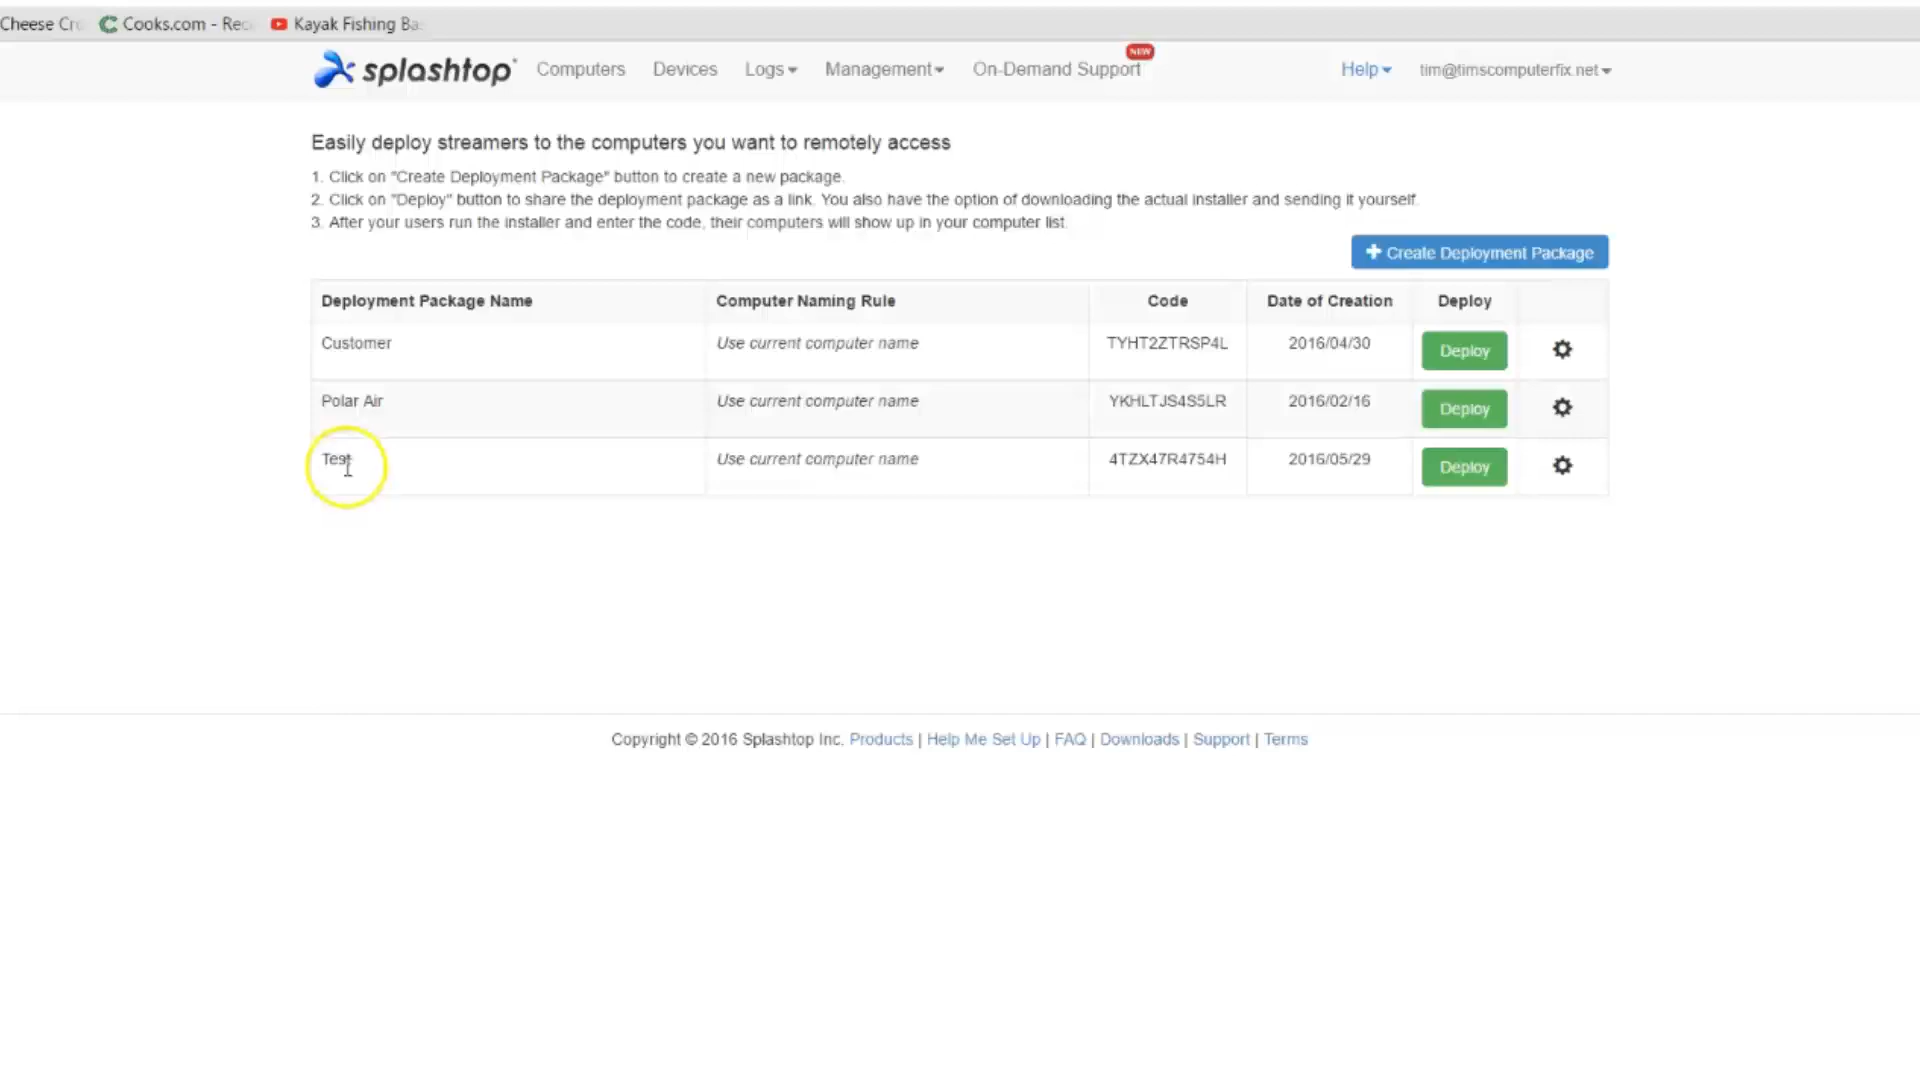 Cheese Cr Cooks.com - Rec Kayak Fishing Ba
splashtop Computers Devices Logs Management On-Demand Support NEW Help tim@timscomputerfix.net
Easily deploy streamers to the computers you want to remotely access
1. Click on "Create Deployment Package" button to create a new package.
2. Click on "Deploy" button to share the deployment package as a link. You also have the option of downloading the actual installer and sending it yourself.
3. After your users run the installer and enter the code, their computers will show up in your computer list.
Create Deployment Package
Deployment Package Name Computer Naming Rule Code Date of Creation Deploy
Customer Use current computer name TYHT2ZTRSP4L 2016/04/30 Deploy
Polar Air Use current computer name YKHLTJS4S5LR 2016/02/16 Deploy
Test Use current computer name 4TZX47R4754H 2016/05/29 Deploy
Copyright © 2016 Splashtop Inc. Products | Help Me Set Up | FAQ | Downloads | Support | Terms